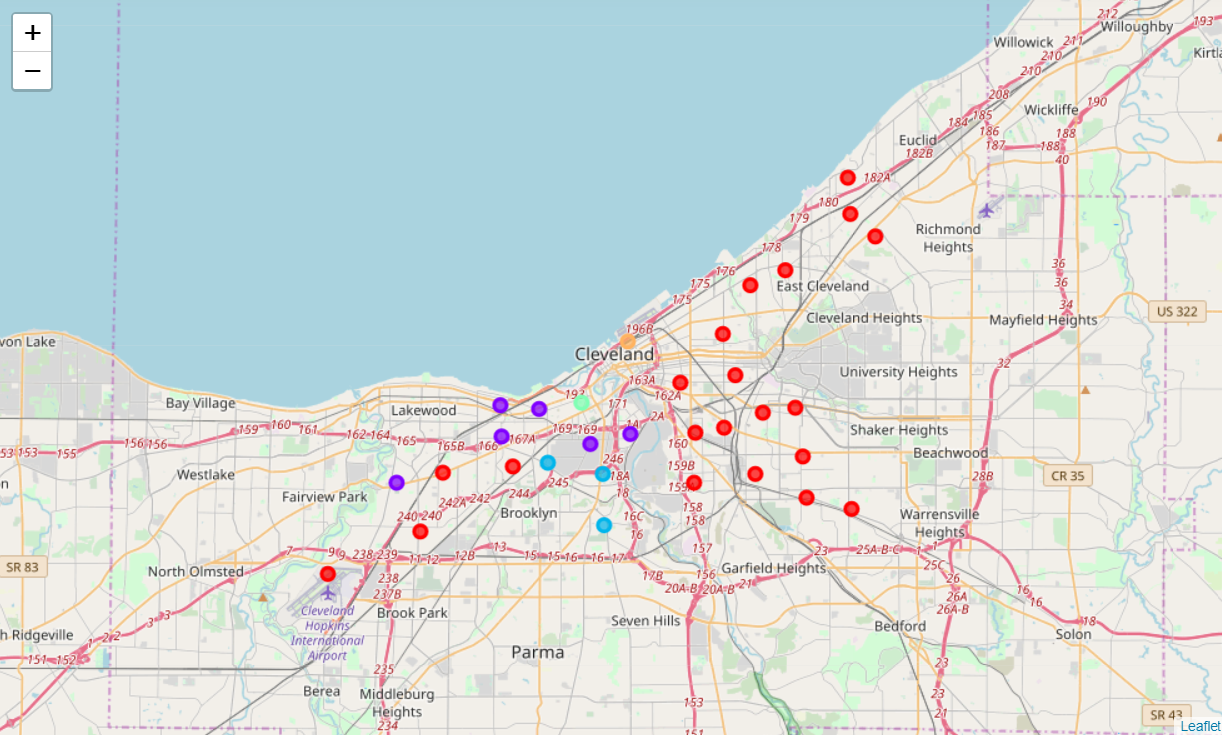 +
−
212
Willoughby
193
Willowick
211
210
Kirtla
210
208
190
Wickliffe
184
185
Euclid
186
188
182B
187
188
40
182A
180
179
Richmond
Heights
178
36
176
175
East Cleveland
36
175
34
US 322
Cleveland Heights
Mayfield Heights
196B
von Lake
Cleveland
32
163A
University Heights
193
162A
Bay Village
Lakewood
171
2A
1A
160
161
162-164
165
169
169
159
Shaker Heights
156
156
165B
166
167A
160
53
153
155
Beachwood
246
159B
Westlake
18A
28B
CR 35
245
244
242
242A
18
159A
Fairview Park
158
Brooklyn
240
240
16C
158
Warrensville
Heights
16
7
9
9
238
239
13
157
23
25A-B-C
1
1
SR 83
11
12
12B
15
15
16
16
17
Garfield Heights
25C
North Olmsted
238
17B
156
26
237B
20A-B
20A-B
21
16
16
26A
Cleveland
Hopkins
International
Airport
Brook Park
26A-B
3
3
Seven Hills
Bedford
18
Solon
h Ridgeville
1
2
2
Parma
151
152
235
23
Berea
Middleburg
Heights
23
153
21
SR 43
234
151
Leaflet